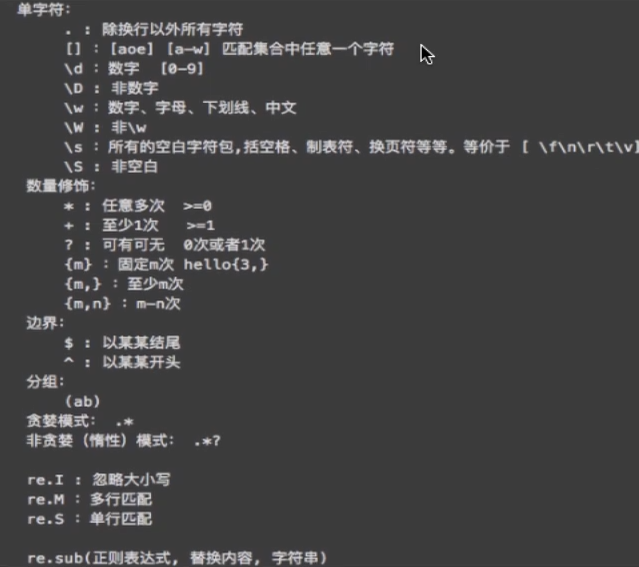 单字符:
. : 除换行以外所有字符
[] : [aoe] [a-w] 匹配集合中任意一个字符
\d : 数字 [0-9]
\D : 非数字
\w : 数字、字母、下划线、中文
\W : 非\w
\s : 所有的空白字符包,括空格、制表符、换页符等等。等价于 [ \f\n\r\t\v]
\S : 非空白
数量修饰:
* : 任意多次 >=0
+ : 至少1次 >=1
? : 可有可无 0次或者1次
{m} : 固定m次 hello{3,}
{m,} : 至少m次
{m,n} : m-n次
边界:
$ : 以某某结尾
^ : 以某某开头
分组:
(ab)
贪婪模式: .*
非贪婪（惰性）模式: .*?
re.I : 忽略大小写
re.M : 多行匹配
re.S : 单行匹配
re.sub(正则表达式, 替换内容, 字符串)